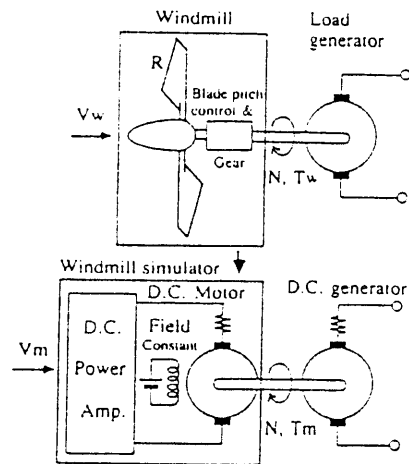 Windmill
Load
generator
R
Blade pitch
control &
Gear
Vw
N, Tw
Windmill simulator
D.C. Motor
D.C. generator
D.C.
Power
Amp.
Field
Constant
Vm
N, Tm